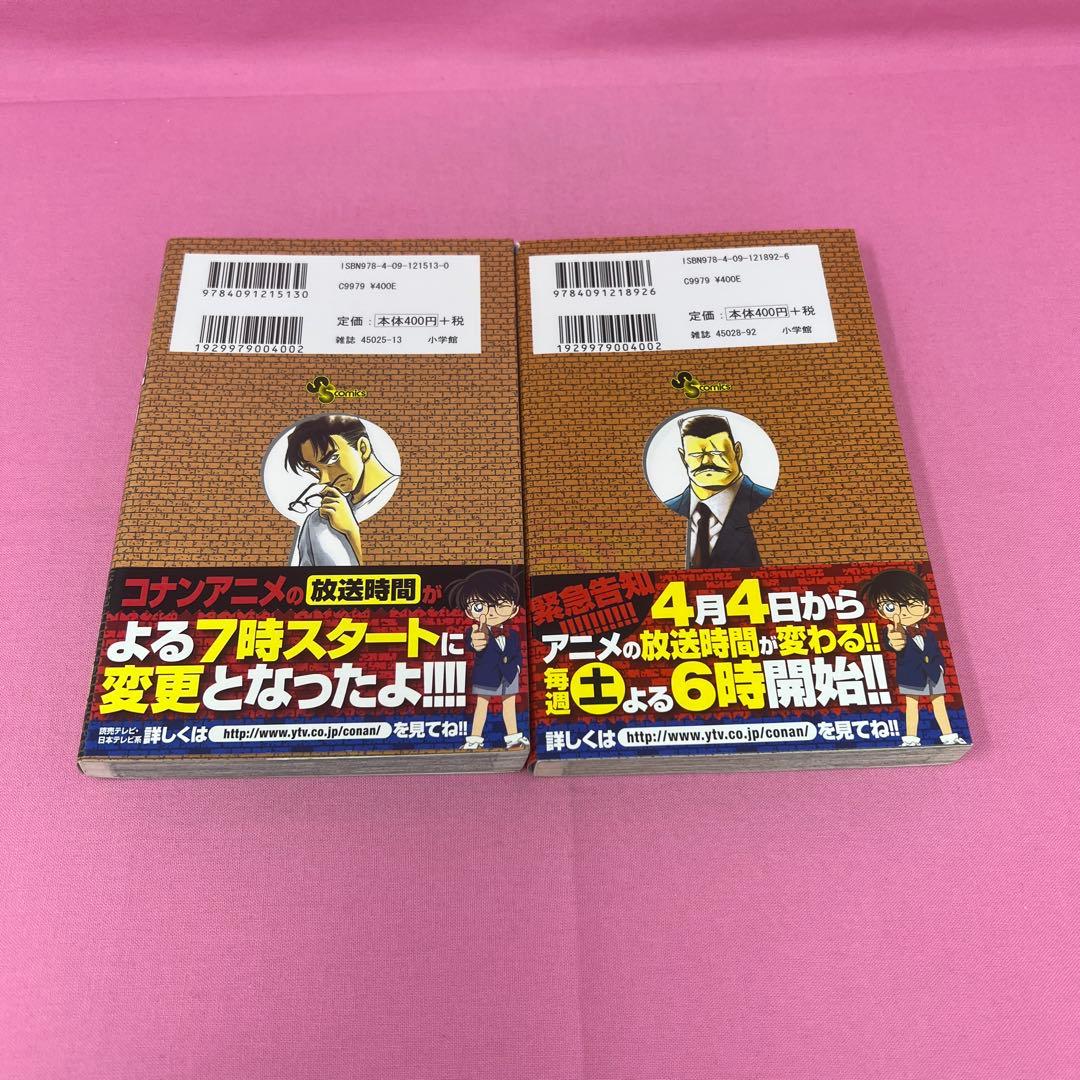 ISBN978-4-09-121513-0
C9979 ¥400E
9784091215130
定価：本体400円+税
雑誌 45025-13 小学館
1929979004002
SScomics
コナンアニメの放送時間が
よる7時スタートに
変更となったよ!!!!
読売テレビ・
日本テレビ系
詳しくは http://www.ytv.co.jp/conan/ を見てね!!
ISBN978-4-09-121892-6
C9979 ¥400E
9784091218926
定価：本体400円+税
雑誌 45028-92 小学館
1929979004002
SScomics
緊急告知
!!!!!!!!!!
4月4日から
アニメの放送時間が変わる!!
毎週土よる6時開始!!
詳しくは http://www.ytv.co.jp/conan/ を見てね!!